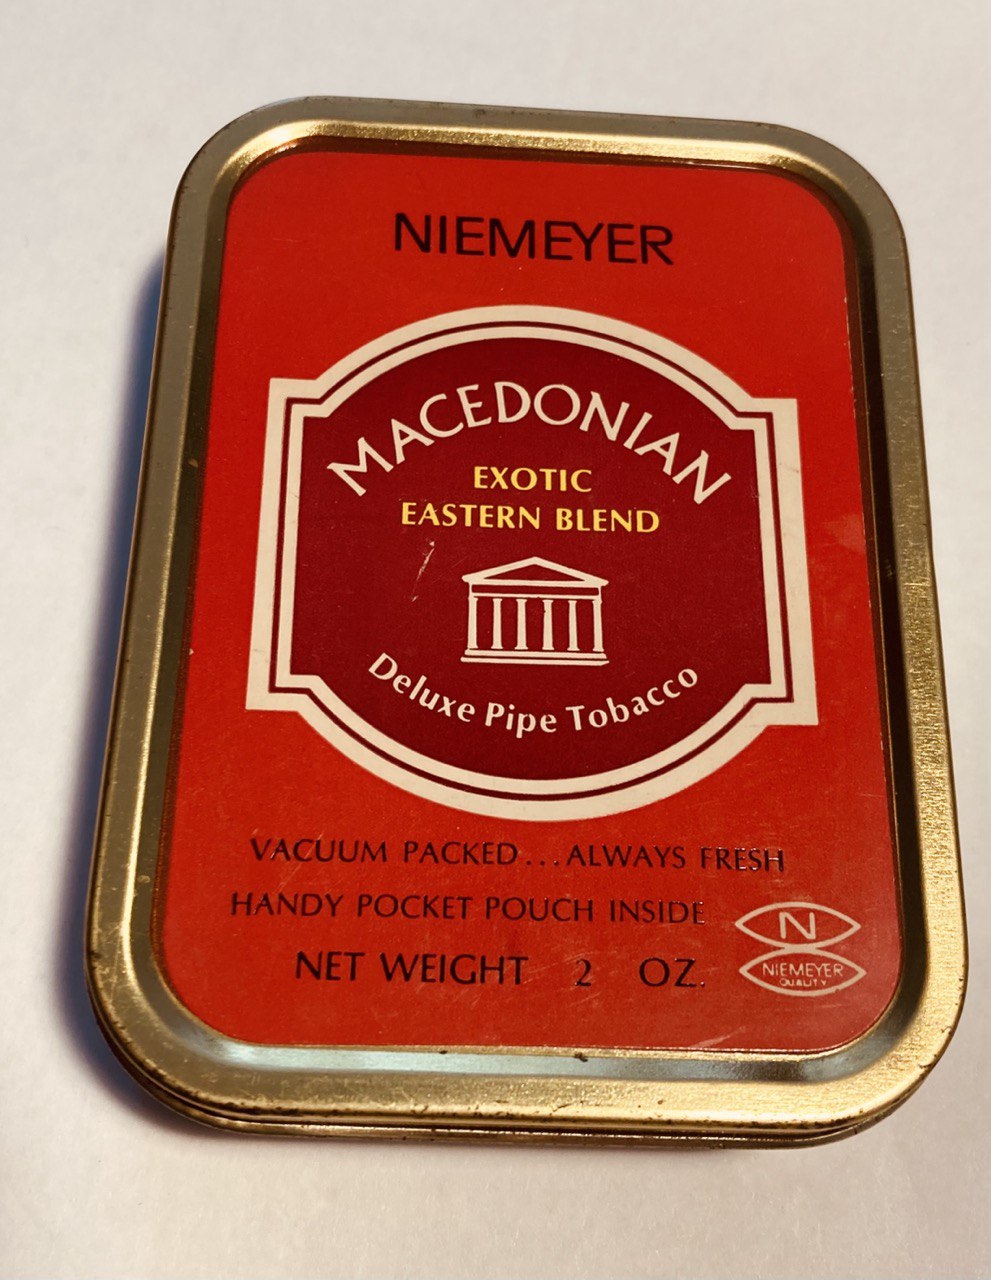 NIEMEYER
MACEDONIAN
EXOTIC
EASTERN BLEND
Deluxe Pipe Tobacco
VACUUM PACKED...ALWAYS FRESH
HANDY POCKET POUCH INSIDE
NET WEIGHT 2 OZ.
N
NIEMEYER
QUALITY